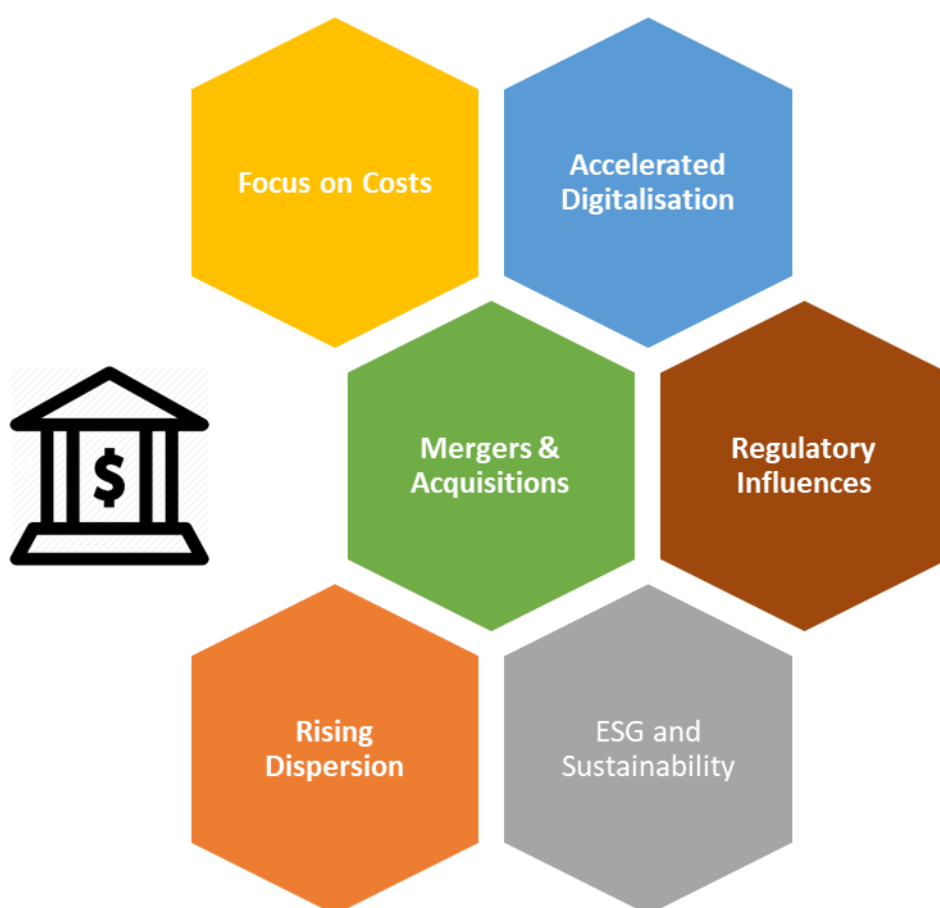 Focus on Costs
Accelerated
Digitalisation
$
Mergers &
Acquisitions
Regulatory
Influences
Rising
Dispersion
ESG and
Sustainability